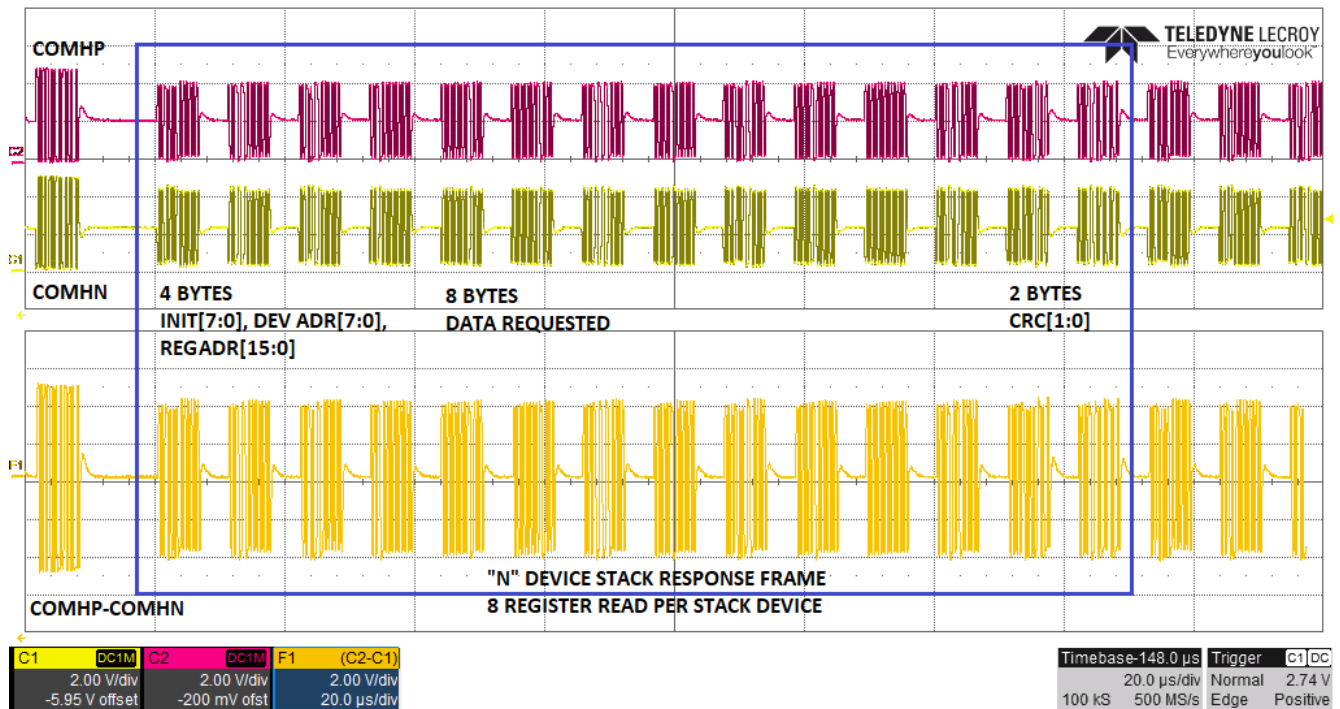 COMHP
TELEDYNE LECROY
Everywhereyoulook
C2
C1
COMHN
4 BYTES
INIT[7:0], DEV ADR[7:0],
REGADR[15:0]
8 BYTES
DATA REQUESTED
2 BYTES
CRC[1:0]
F1
"N" DEVICE STACK RESPONSE FRAME
8 REGISTER READ PER STACK DEVICE
COMHP-COMHN
C1 DC1M
2.00 V/div
-5.95 V offset
C2 DC1M
2.00 V/div
-200 mV ofst
F1 (C2-C1)
2.00 V/div
20.0 µs/div
Timebase-148.0 µs
20.0 µs/div
100 kS 500 MS/s
Trigger C1 DC
Normal 2.74 V
Edge Positive